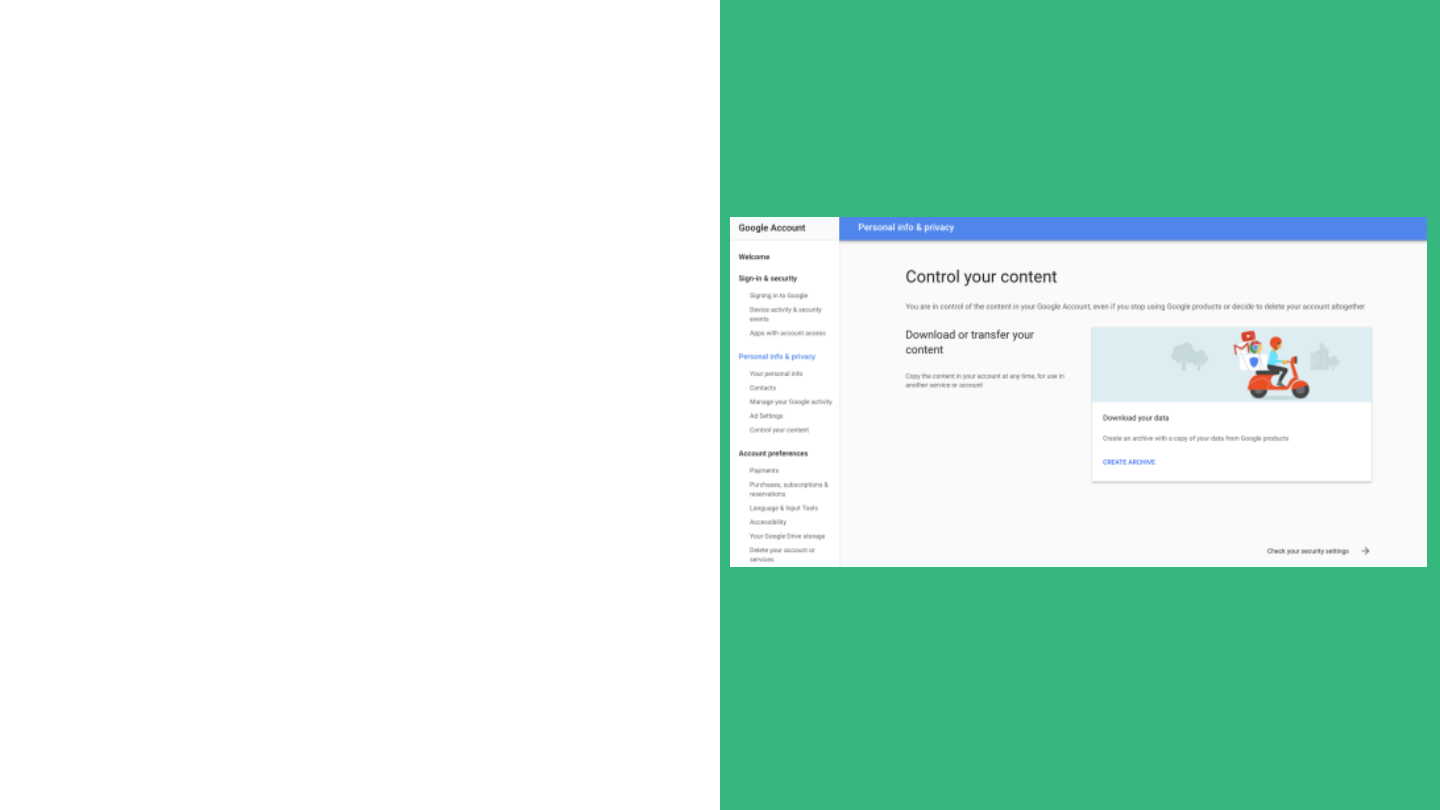 Google Account
Personal info & privacy
Welcome
Sign-in & security
Signing in to Google
Device activity & security
events
Apps with account access
Personal info & privacy
Your personal info
Contacts
Manage your Google activity
Ad Settings
Control your content
Account preferences
Payments
Purchases, subscriptions &
reservations
Language & Input Tools
Accessibility
Your Google Drive storage
Delete your account or
services
Control your content
You are in control of the content in your Google Account, even if you stop using Google products or decide to delete your account altogether
Download or transfer your
content
Copy the content in your account at any time, for use in
another service or account
Download your data
Create an archive with a copy of your data from Google products
CREATE ARCHIVE
Check your security settings